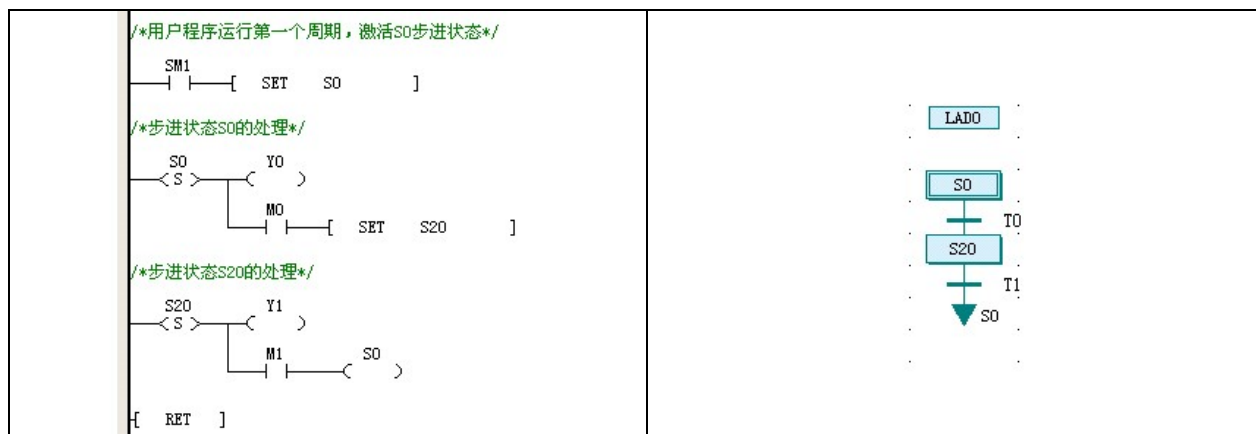 /*用户程序运行第一个周期，激活S0步进状态*/
SM1
[ SET S0 ]
/*步进状态S0的处理*/
S0 Y0
< S > ( )
M0
[ SET S20 ]
/*步进状态S20的处理*/
S20 Y1
< S > ( )
M1 S0
( )
[ RET ]
LAD0
S0
T0
S20
T1
S0